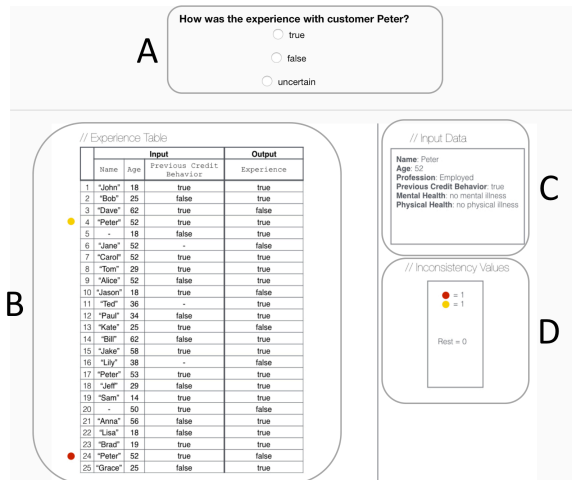 How was the experience with customer Peter?
true
false
uncertain
A
// Experience Table
Input Output
Name Age Previous Credit Behavior Experience
1 "John" 18 true true
2 "Bob" 25 false true
3 "Dave" 62 true false
4 "Peter" 52 true true
5 - 18 false true
6 "Jane" 52 - false
7 "Carol" 52 true true
8 "Tom" 29 true true
9 "Alice" 52 false true
10 "Jason" 18 true false
11 "Ted" 36 - true
12 "Paul" 34 false true
13 "Kate" 25 true false
14 "Bill" 62 false true
15 "Jake" 58 true true
16 "Lily" 38 - false
17 "Peter" 53 true true
18 "Jeff" 29 false true
19 "Sam" 14 true true
20 - 50 true false
21 "Anna" 56 false true
22 "Lisa" 18 false true
23 "Brad" 19 true true
24 "Peter" 52 true false
25 "Grace" 25 false true
B
// Input Data
Name: Peter
Age: 52
Profession: Employed
Previous Credit Behavior: true
Mental Health: no mental illness
Physical Health: no physical illness
C
// Inconsistency Values
= 1
= 1
Rest = 0
D